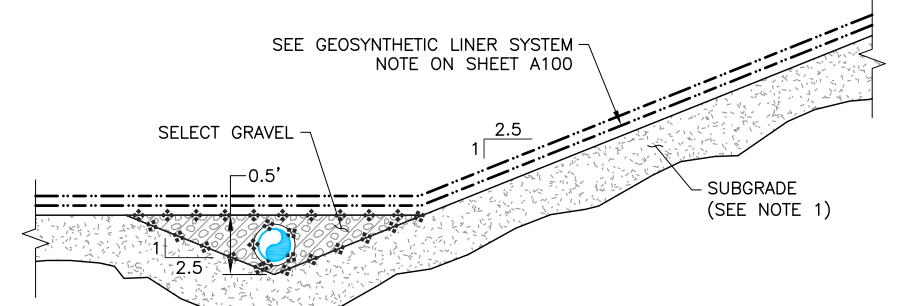 SEE GEOSYNTHETIC LINER SYSTEM
NOTE ON SHEET A100
SELECT GRAVEL
2.5
1
0.5'
SUBGRADE
(SEE NOTE 1)
1
2.5